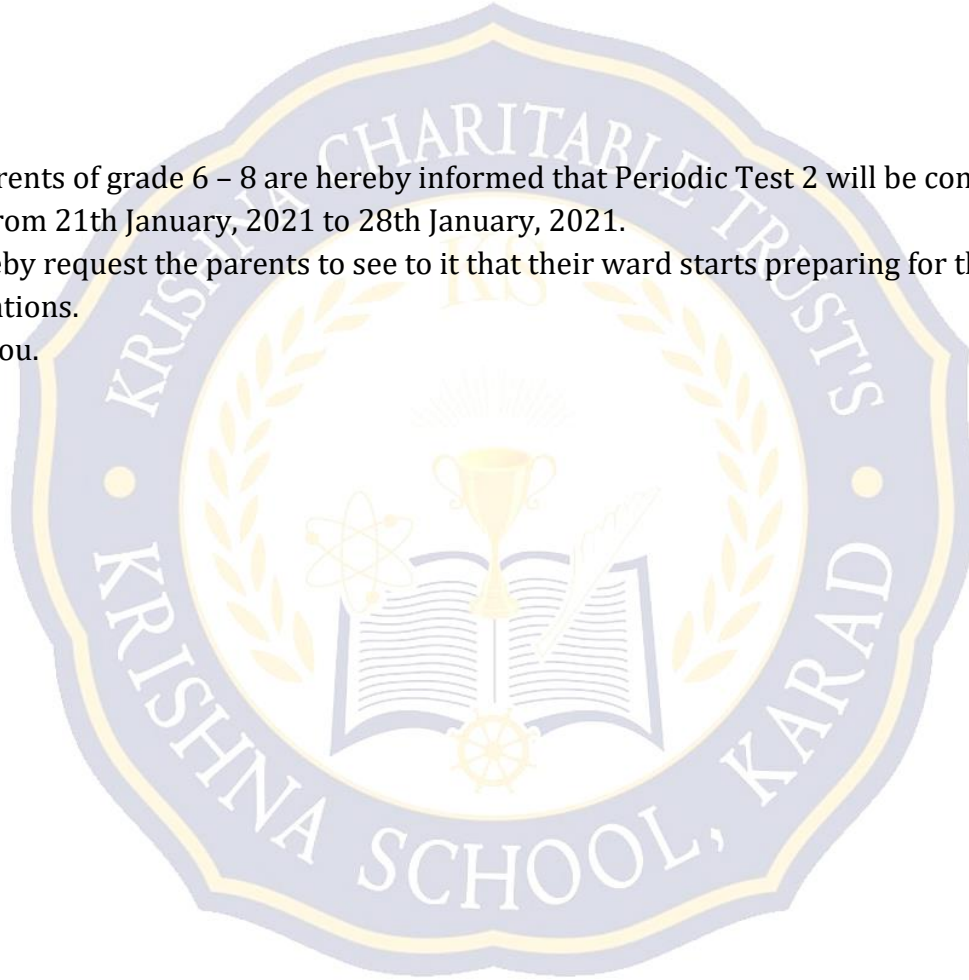 rents of grade 6 – 8 are hereby informed that Periodic Test 2 will be con
rom 21th January, 2021 to 28th January, 2021.
eby request the parents to see to it that their ward starts preparing for th
tions.
ou.
KRISHNA CHARITABLE TRUST'S
KS
KRISHNA SCHOOL, KARAD